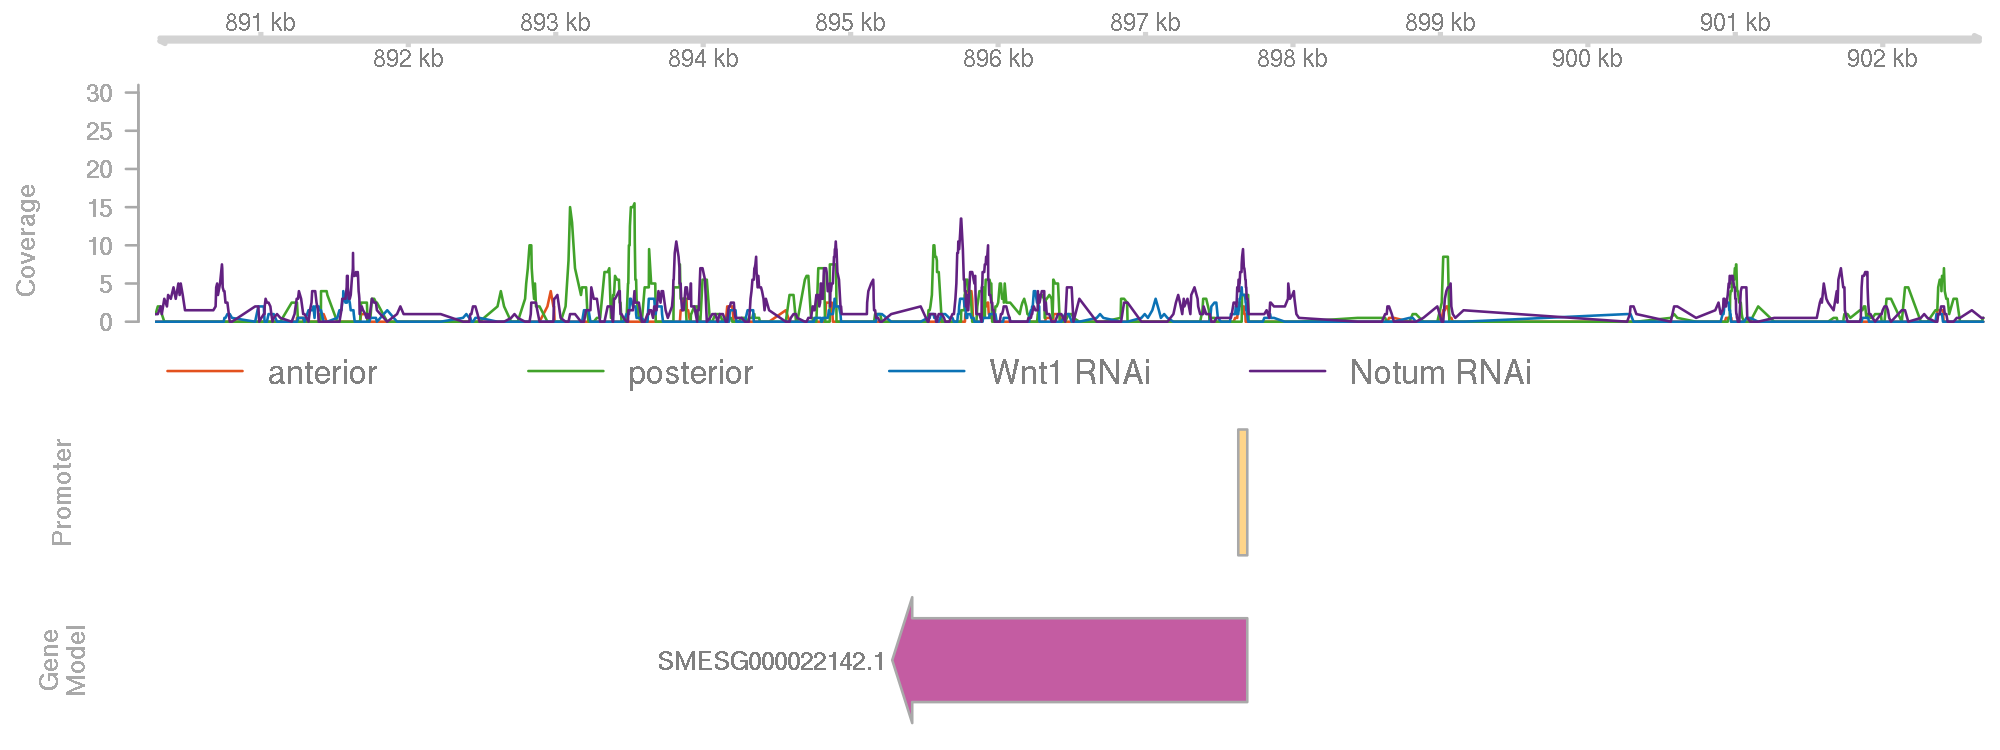 891 kb 893 kb 895 kb 897 kb 899 kb 901 kb
892 kb 894 kb 896 kb 898 kb 900 kb 902 kb
30
25
20
15
10
5
0
Coverage
anterior posterior Wnt1 RNAi Notum RNAi
Promoter
Gene
Model
SMESG000022142.1